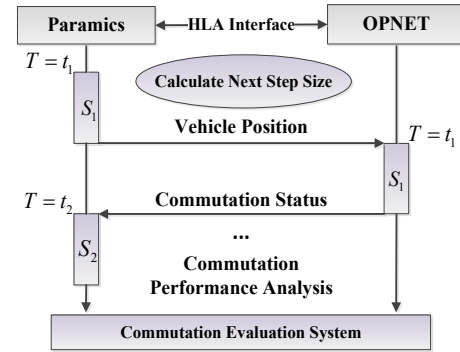 Paramics
HLA Interface
OPNET
T = t₁
Calculate Next Step Size
S₁
Vehicle Position
T = t₁
S₁
T = t₂
Commutation Status
...
S₂
Commutation
Performance Analysis
Commutation Evaluation System